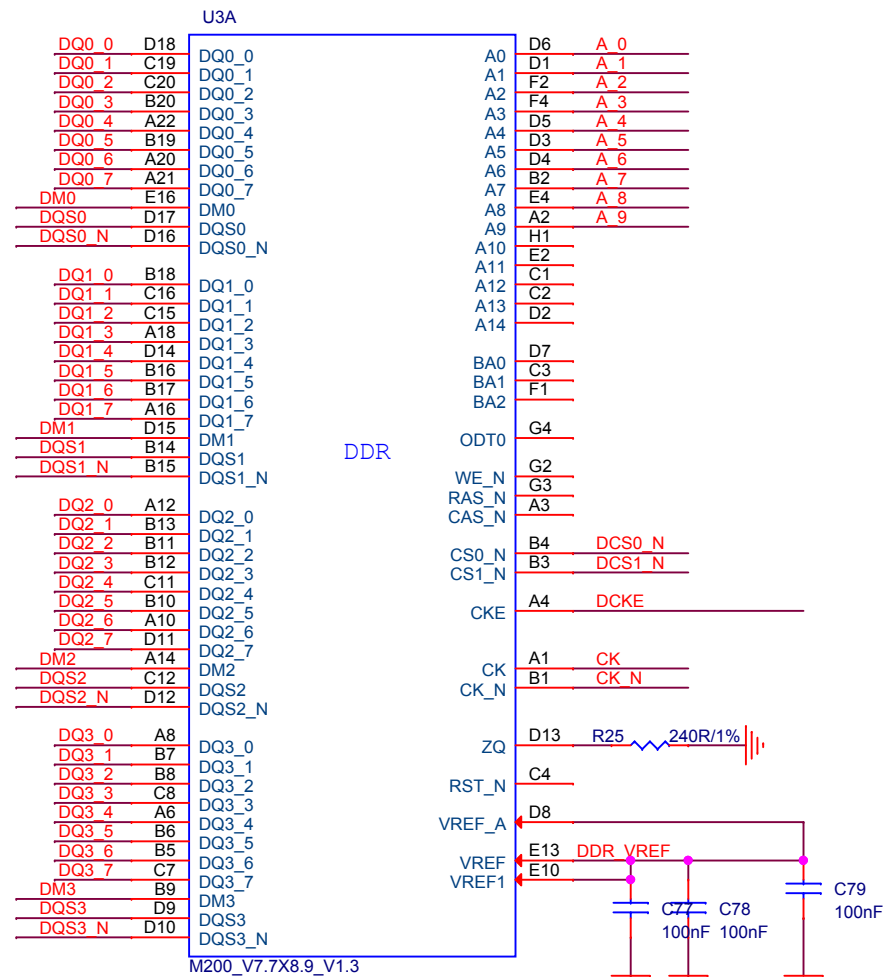 U3A
DQ0_0 D18 DQ0_0 A0 D6 A_0
DQ0_1 C19 DQ0_1 A1 D1 A_1
DQ0_2 C20 DQ0_2 A2 F2 A_2
DQ0_3 B20 DQ0_3 A3 F4 A_3
DQ0_4 A22 DQ0_4 A4 D5 A_4
DQ0_5 B19 DQ0_5 A5 D3 A_5
DQ0_6 A20 DQ0_6 A6 D4 A_6
DQ0_7 A21 DQ0_7 A7 B2 A_7
DM0 E16 DM0 A8 E4 A_8
DQS0 D17 DQS0 A9 A2 A_9
DQS0_N D16 DQS0_N A10 H1
A11 E2
DQ1_0 B18 DQ1_0 A12 C1
DQ1_1 C16 DQ1_1 A13 C2
DQ1_2 C15 DQ1_2 A14 D2
DQ1_3 A18 DQ1_3
DQ1_4 D14 DQ1_4 BA0 D7
DQ1_5 B16 DQ1_5 BA1 C3
DQ1_6 B17 DQ1_6 BA2 F1
DQ1_7 A16 DQ1_7
DM1 D15 DM1 ODT0 G4
DQS1 B14 DQS1
DDR
DQS1_N B15 DQS1_N WE_N G2
RAS_N G3
DQ2_0 A12 DQ2_0 CAS_N A3
DQ2_1 B13 DQ2_1
DQ2_2 B11 DQ2_2 CS0_N B4 DCS0_N
DQ2_3 B12 DQ2_3 CS1_N B3 DCS1_N
DQ2_4 C11 DQ2_4
DQ2_5 B10 DQ2_5 CKE A4 DCKE
DQ2_6 A10 DQ2_6
DQ2_7 D11 DQ2_7
DM2 A14 DM2 CK A1 CK
DQS2 C12 DQS2 CK_N B1 CK_N
DQS2_N D12 DQS2_N
DQ3_0 A8 DQ3_0 ZQ D13 R25 240R/1%
DQ3_1 B7 DQ3_1
DQ3_2 B8 DQ3_2 RST_N C4
DQ3_3 C8 DQ3_3
DQ3_4 A6 DQ3_4 VREF_A D8
DQ3_5 B6 DQ3_5
DQ3_6 B5 DQ3_6 VREF E13 DDR_VREF
DQ3_7 C7 DQ3_7 VREF1 E10
DM3 B9 DM3
DQS3 D9 DQS3
DQS3_N D10 DQS3_N
C77 C78 C79
100nF 100nF 100nF
M200_V7.7X8.9_V1.3